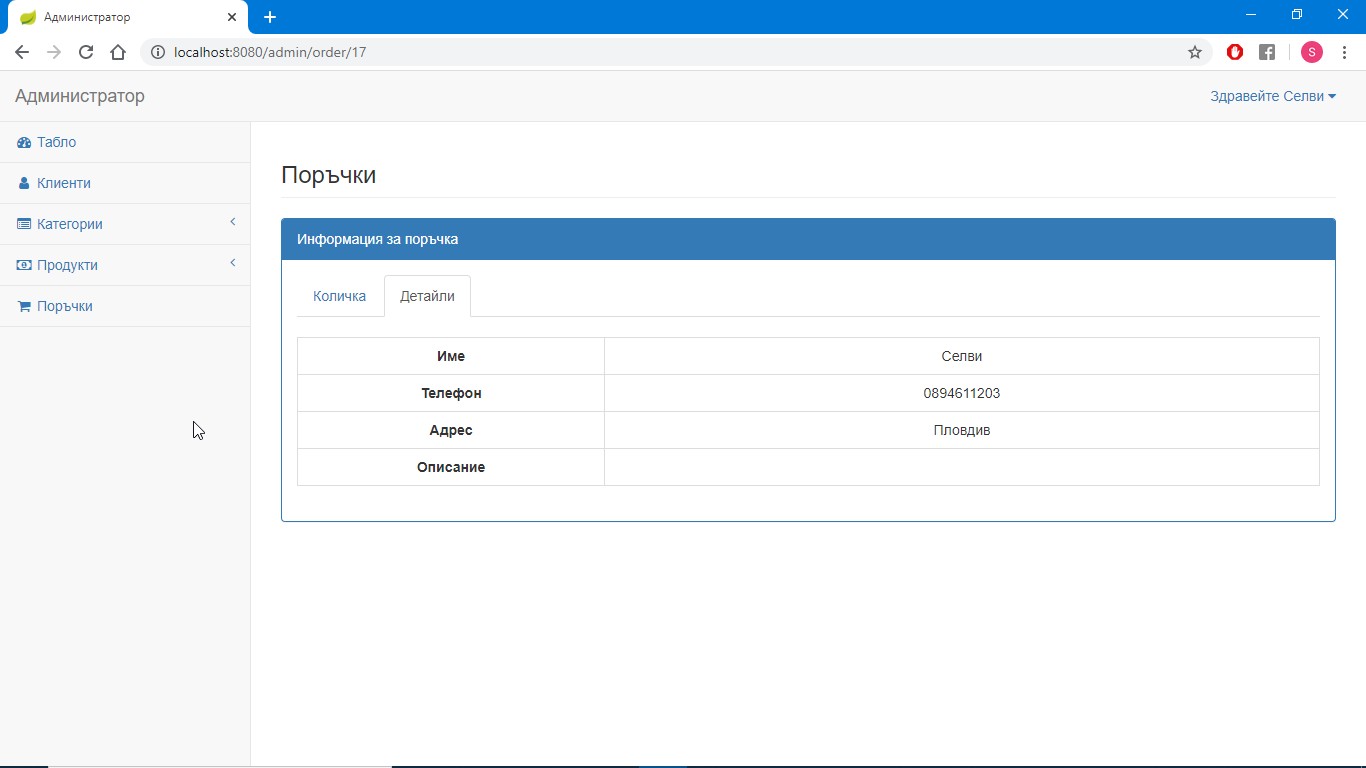 Администратор
localhost:8080/admin/order/17
S
Администратор
Здравейте Селви
Табло
Клиенти
Категории
Продукти
Поръчки
Поръчки
Информация за поръчка
Количка
Детайли
Име Селви
Телефон 0894611203
Адрес Пловдив
Описание